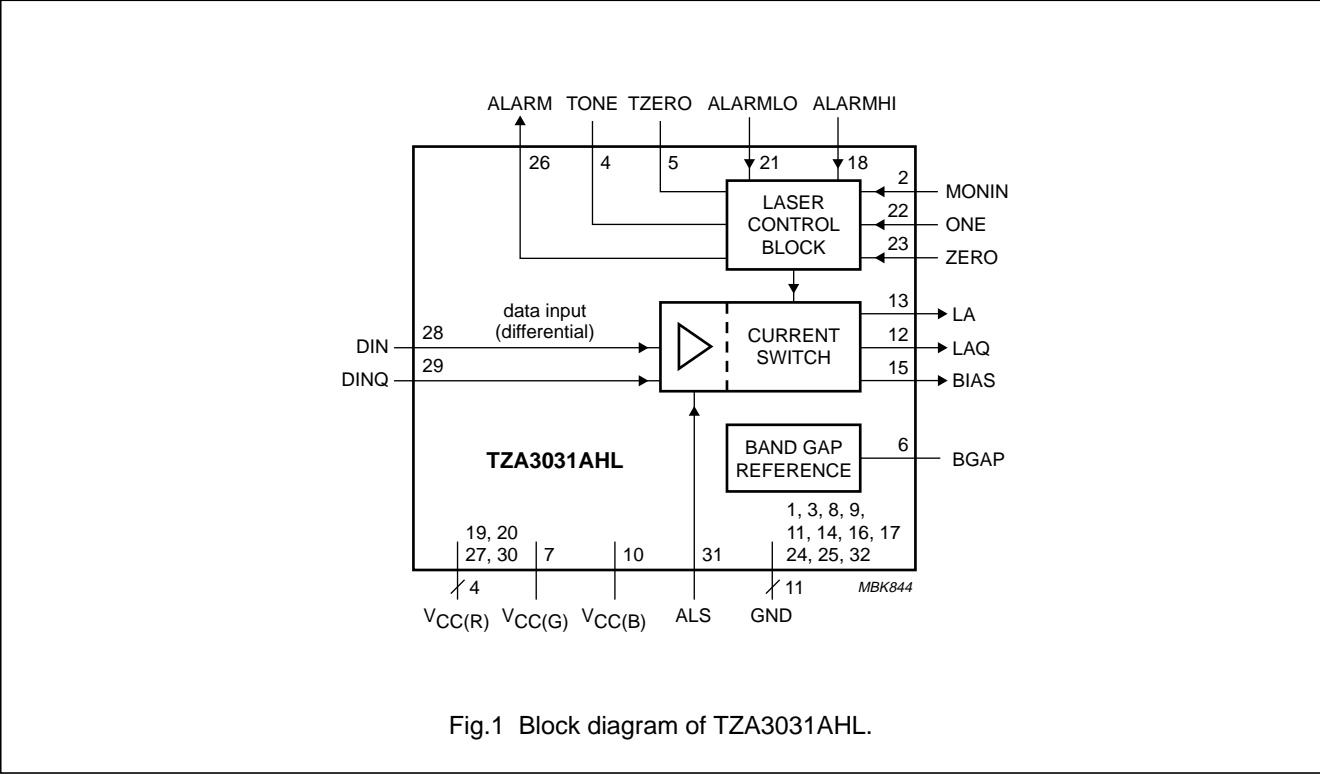 ALARM TONE TZERO ALARMLO ALARMHI
26 4 5 21 18
2 MONIN
LASER
CONTROL
BLOCK
22 ONE
23 ZERO
13 LA
data input
(differential)
DIN 28
CURRENT
SWITCH
12 LAQ
DINQ 29
15 BIAS
TZA3031AHL
BAND GAP
REFERENCE
6 BGAP
19, 20
27, 30
7
10
31
1, 3, 8, 9,
11, 14, 16, 17
24, 25, 32
4
11
MBK844
VCC(R) VCC(G) VCC(B) ALS GND
Fig.1 Block diagram of TZA3031AHL.